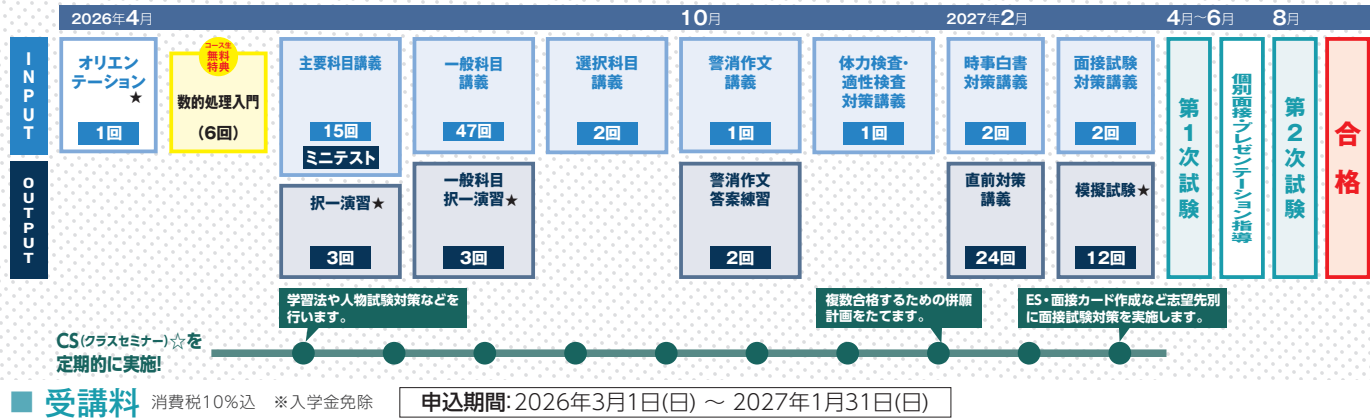 2026年4月
10月
2027年2月
4月～6月
8月
INPUT
オリエン
テーション
★
1回
コース生
無料
特典
数的処理入門
(6回)
主要科目講義
15回
ミニテスト
一般科目
講義
47回
選択科目
講義
2回
警消作文
講義
1回
体力検査・
適性検査
対策講義
1回
時事白書
対策講義
2回
面接試験
対策講義
2回
第1次試験
個別面接・プレゼンテーション指導
第2次試験
合格
OUTPUT
択一演習★
3回
一般科目
択一演習★
3回
警消作文
答案練習
2回
直前対策
講義
24回
模擬試験★
12回
学習法や人物試験対策などを
行います。
複数合格するための併願
計画をたてます。
ES・面接カード作成など志望先別
に面接試験対策を実施します。
CS(クラスセミナー)☆を
定期的に実施!
■ 受講料 消費税10%込 ※入学金免除 申込期間:2026年3月1日(日) ～ 2027年1月31日(日)